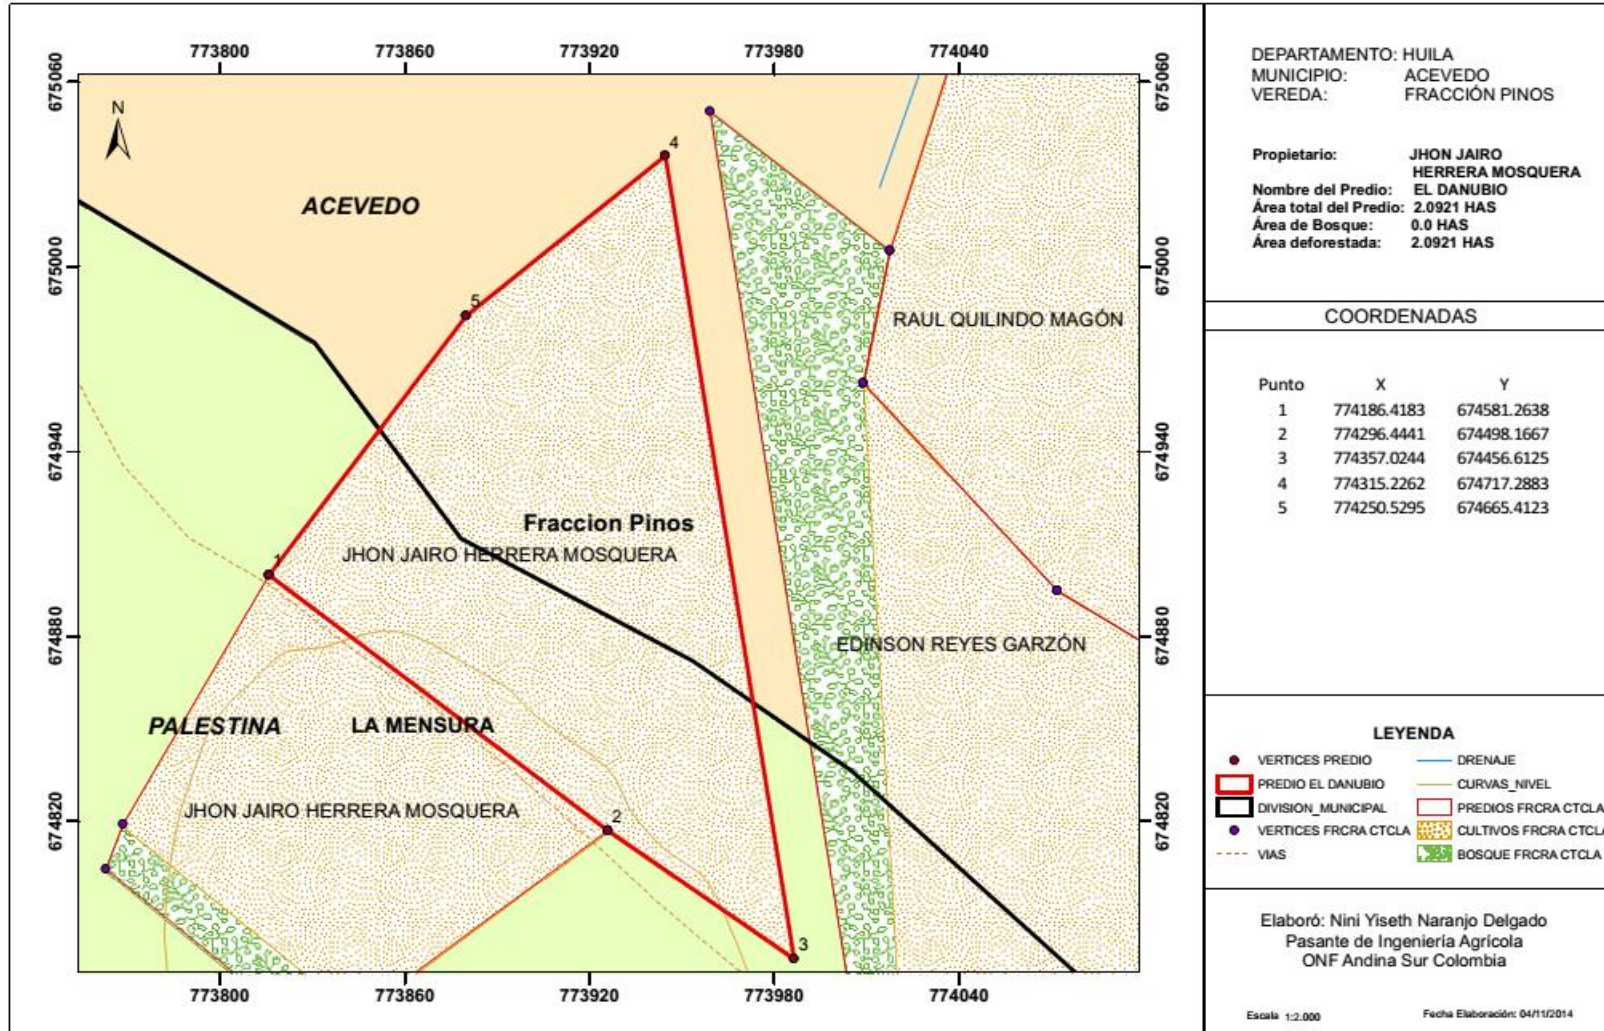 773800 773860 773920 773980 774040
675060 675060
N
4
ACEVEDO
675000 675000
5
RAUL QUILINDO MAGÓN
674940 674940
Fraccion Pinos
JHON JAIRO HERRERA MOSQUERA
1
674880 674880
EDINSON REYES GARZÓN
PALESTINA LA MENSURA
JHON JAIRO HERRERA MOSQUERA
2
674820 674820
3
773800 773860 773920 773980 774040
DEPARTAMENTO: HUILA
MUNICIPIO: ACEVEDO
VEREDA: FRACCIÓN PINOS
Propietario: JHON JAIRO
HERRERA MOSQUERA
Nombre del Predio: EL DANUBIO
Área total del Predio: 2.0921 HAS
Área de Bosque: 0.0 HAS
Área deforestada: 2.0921 HAS
COORDENADAS
Punto X Y
1 774186.4183 674581.2638
2 774296.4441 674498.1667
3 774357.0244 674456.6125
4 774315.2262 674717.2883
5 774250.5295 674665.4123
LEYENDA
VERTICES PREDIO DRENAJE
PREDIO EL DANUBIO CURVAS_NIVEL
DIVISION_MUNICIPAL PREDIOS FRCRA CTCLA
VERTICES FRCRA CTCLA CULTIVOS FRCRA CTCLA
VIAS BOSQUE FRCRA CTCLA
Elaboró: Nini Yiseth Naranjo Delgado
Pasante de Ingeniería Agrícola
ONF Andina Sur Colombia
Escala 1:2.000 Fecha Elaboración: 04/11/2014